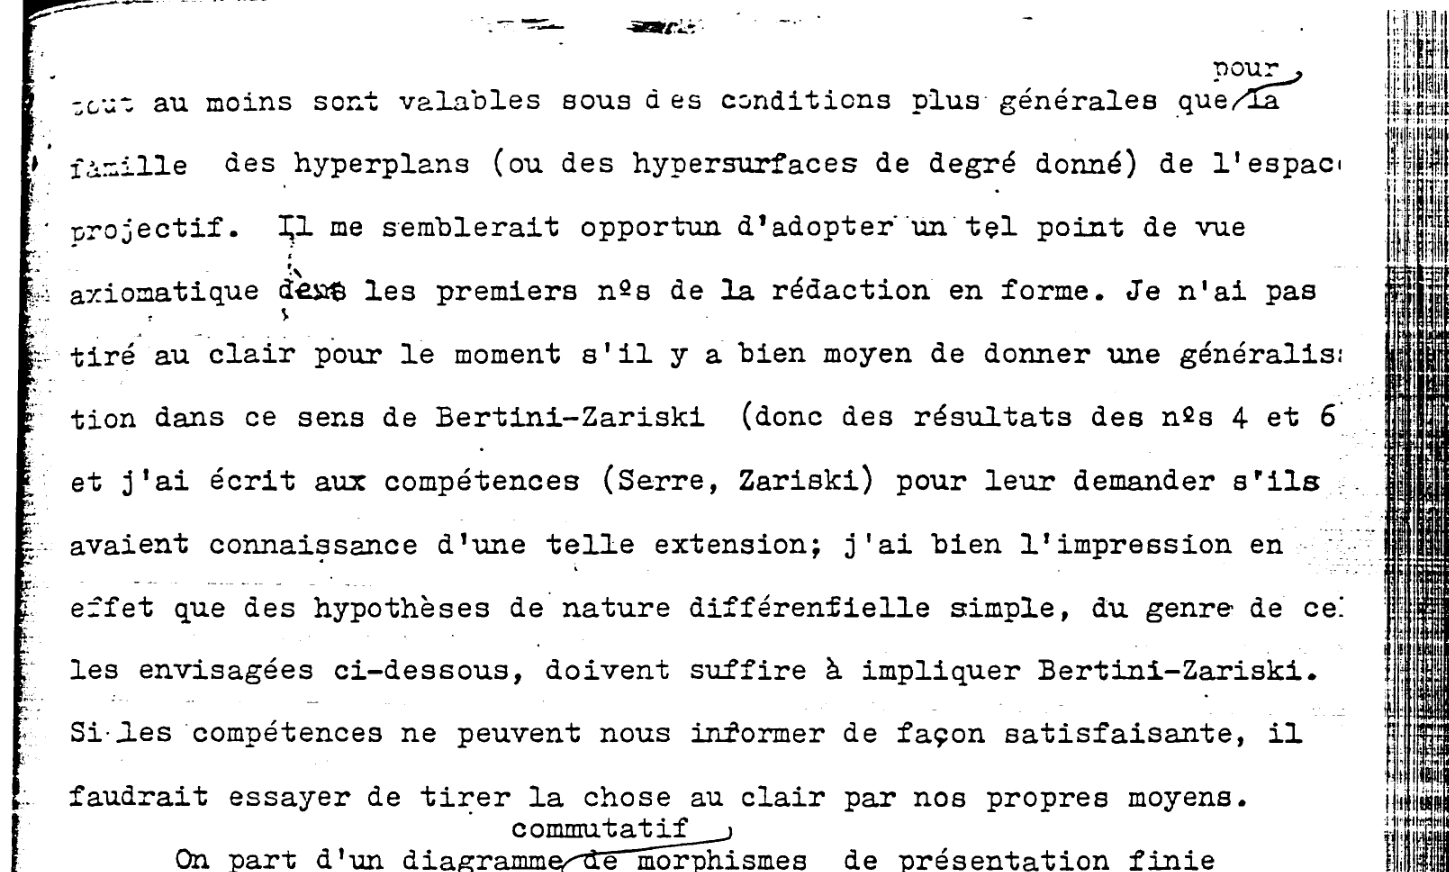 tout au moins sont valables sous des conditions plus générales que pour la
famille des hyperplans (ou des hypersurfaces de degré donné) de l'espac
projectif. Il me semblerait opportun d'adopter un tel point de vue
axiomatique dès les premiers nºs de la rédaction en forme. Je n'ai pas
tiré au clair pour le moment s'il y a bien moyen de donner une générali
tion dans ce sens de Bertini-Zariski (donc des résultats des nºs 4 et 6
et j'ai écrit aux compétences (Serre, Zariski) pour leur demander s'ils
avaient connaissance d'une telle extension; j'ai bien l'impression en
effet que des hypothèses de nature différenfielle simple, du genre de cel
les envisagées ci-dessous, doivent suffire à impliquer Bertini-Zariski.
Si les compétences ne peuvent nous informer de façon satisfaisante, il
faudrait essayer de tirer la chose au clair par nos propres moyens.
On part d'un diagramme commutatif de morphismes de présentation finie